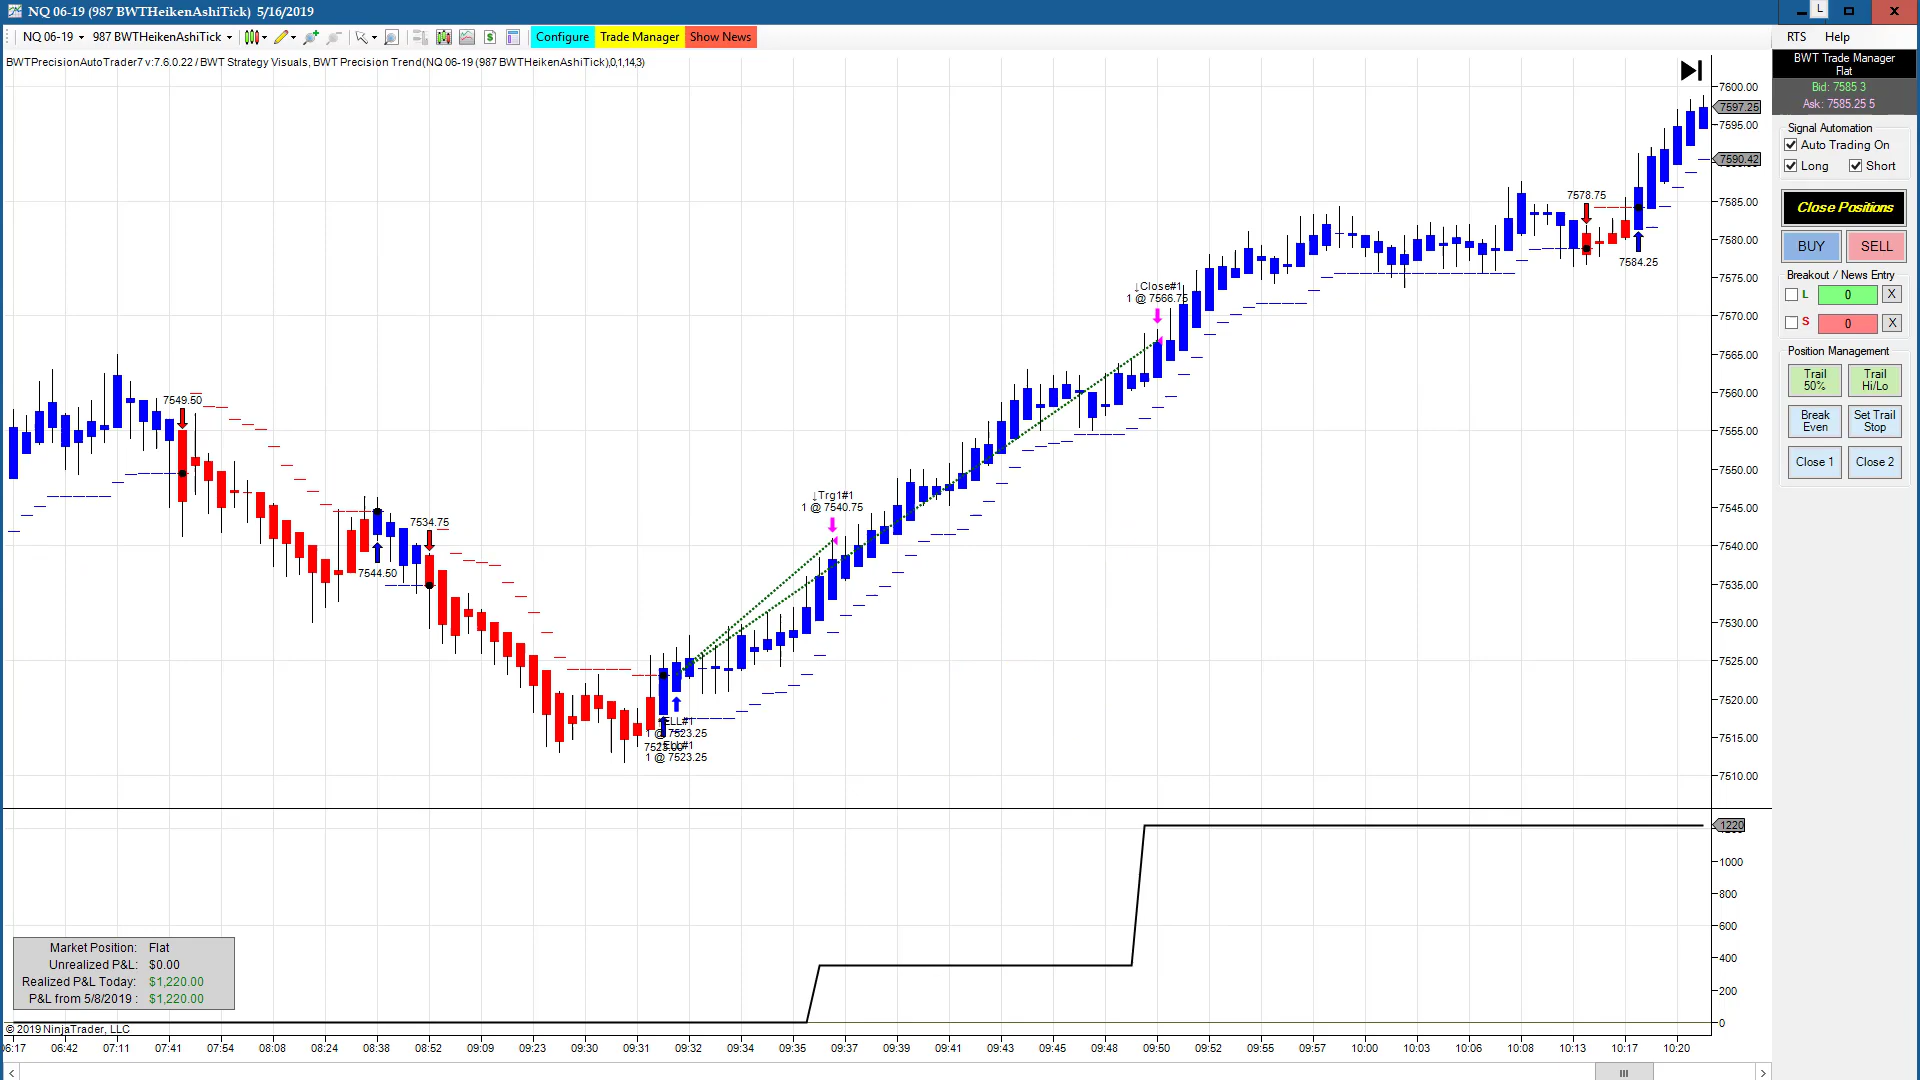 NQ 06-19 (987 BWTHeikenAshiTick) 5/16/2019
L
NQ 06-19
987 BWTHeikenAshiTick
$
Configure
Trade Manager
Show News
RTS
Help
BWTPrecisionAutoTrader7 v:7.6.0.22 / BWT Strategy Visuals, BWT Precision Trend(NQ 06-19 (987 BWTHeikenAshiTick),0,1,14,3)
BWT Trade Manager
Flat
Bid: 7585 3
Ask: 7585.25 5
Signal Automation
Auto Trading On
Long
Short
Close Positions
BUY
SELL
Breakout / News Entry
L
0
X
S
0
X
Position Management
Trail 50%
Trail Hi/Lo
Break Even
Set Trail Stop
Close 1
Close 2
7600.00
7597.25
7595.00
7590.42
7585.00
7580.00
7575.00
7570.00
7565.00
7560.00
7555.00
7550.00
7545.00
7540.00
7535.00
7530.00
7525.00
7520.00
7515.00
7510.00
7549.50
7544.50
7534.75
1 @ 7523.25
1 @ 7523.25
↓Trg1#1
1 @ 7540.75
↓Close#1
1 @ 7566.75
7578.75
7584.25
1220
1000
800
600
400
200
0
Market Position: Flat
Unrealized P&L: $0.00
Realized P&L Today: $1,220.00
P&L from 5/8/2019 : $1,220.00
© 2019 NinjaTrader, LLC
06:17
06:42
07:11
07:41
07:54
08:08
08:24
08:38
08:52
09:09
09:23
09:30
09:31
09:32
09:34
09:35
09:37
09:39
09:41
09:43
09:45
09:48
09:50
09:52
09:55
09:57
10:00
10:03
10:06
10:08
10:13
10:17
10:20